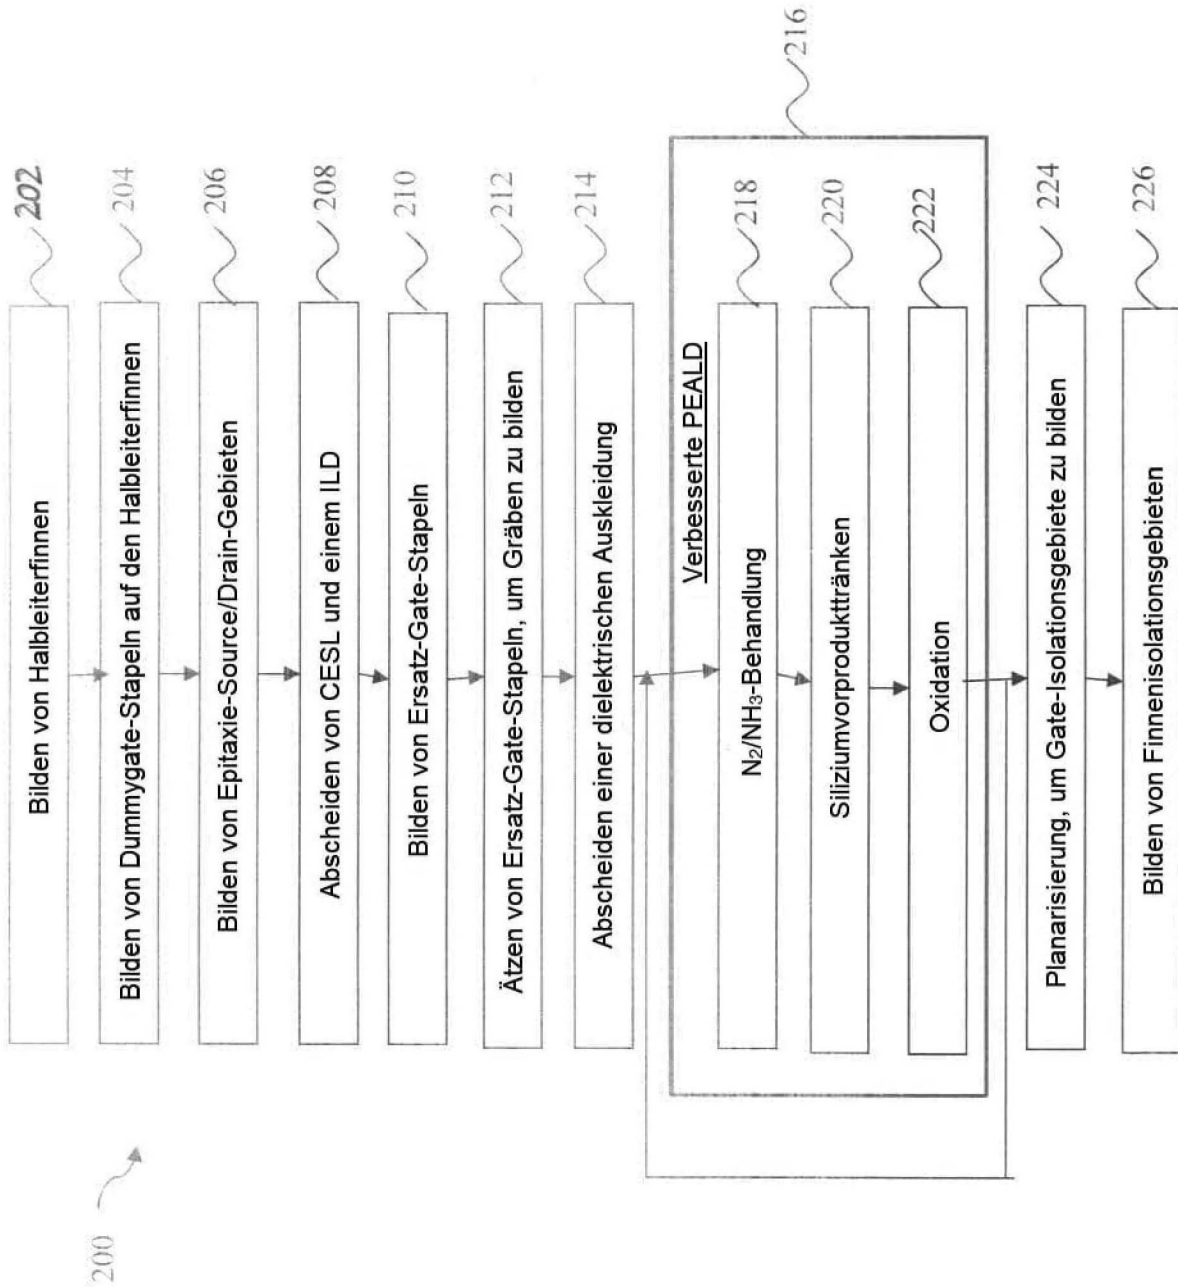 200
Bilden von Halbleiterfinnen
202
Bilden von Dummygate-Stapeln auf den Halbleiterfinnen
204
Bilden von Epitaxie-Source/Drain-Gebieten
206
Abscheiden von CESL und einem ILD
208
Bilden von Ersatz-Gate-Stapeln
210
Ätzen von Ersatz-Gate-Stapeln, um Gräben zu bilden
212
Abscheiden einer dielektrischen Auskleidung
214
Verbesserte PEALD
216
N₂/NH₃-Behandlung
218
Siliziumvorprodukttränken
220
Oxidation
222
Planarisierung, um Gate-Isolationsgebiete zu bilden
224
Bilden von Finnenisolationsgebieten
226